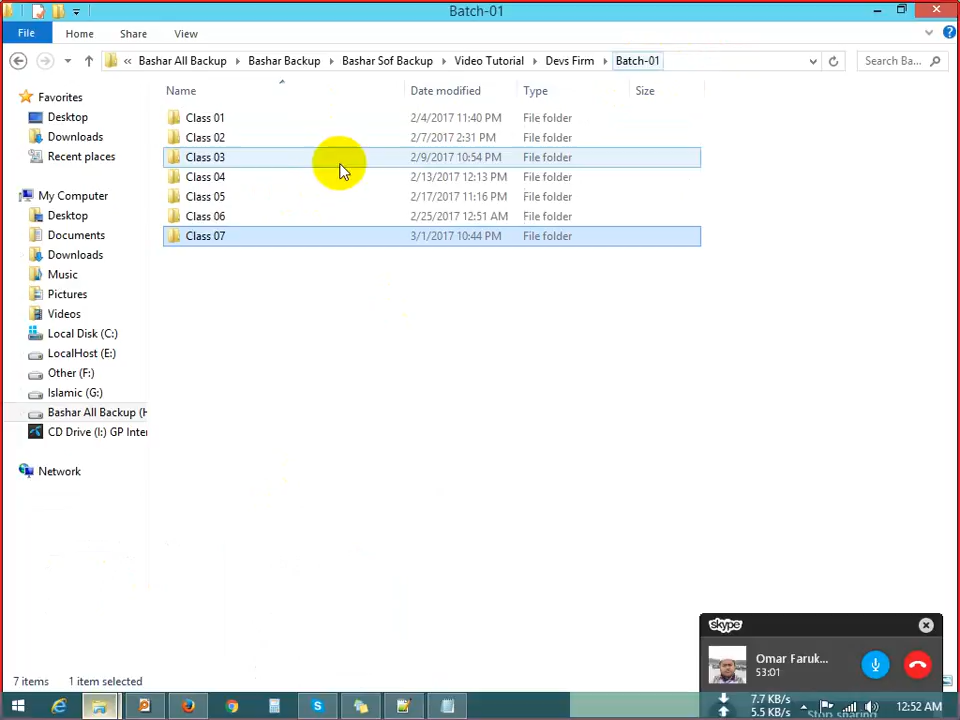 Batch-01
File Home Share View
« Bashar All Backup Bashar Backup Bashar Sof Backup Video Tutorial Devs Firm Batch-01 Search Ba...
Name Date modified Type Size
Class 01 2/4/2017 11:40 PM File folder
Class 02 2/7/2017 2:31 PM File folder
Class 03 2/9/2017 10:54 PM File folder
Class 04 2/13/2017 12:13 PM File folder
Class 05 2/17/2017 11:16 PM File folder
Class 06 2/25/2017 12:51 AM File folder
Class 07 3/1/2017 10:44 PM File folder
Favorites
Desktop
Downloads
Recent places
My Computer
Desktop
Documents
Downloads
Music
Pictures
Videos
Local Disk (C:)
LocalHost (E:)
Other (F:)
Islamic (G:)
Bashar All Backup (H
CD Drive (I:) GP Inter
Network
7 items 1 item selected
skype
Omar Faruk...
53:01
7.7 KB/s
5.5 KB/s
Stop sharing
12:52 AM